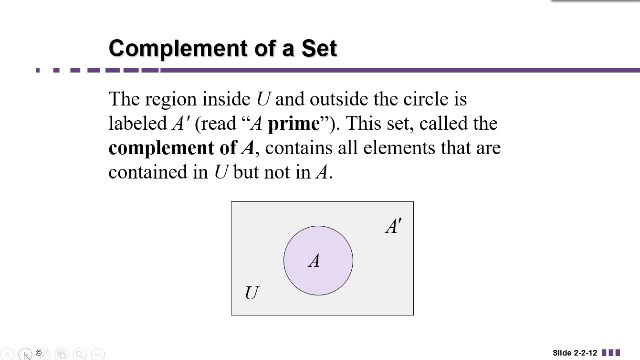 Complement of a Set
The region inside U and outside the circle is
labeled A′ (read “A prime”). This set, called the
complement of A, contains all elements that are
contained in U but not in A.
A′
A
U
©
Slide 2-2-12